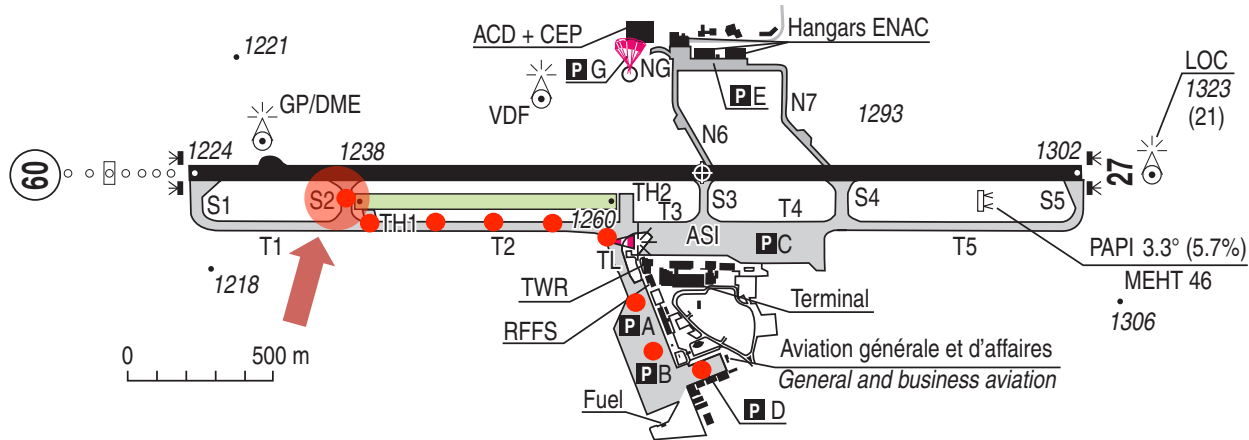 1221
ACD + CEP
Hangars ENAC
P G
NG
LOC
1323
(21)
GP/DME
VDF
P E
N7
N6
1293
1224
1238
1302
09
27
S1
S2
TH1
1260
TH2
T3
S3
T4
S4
S5
T1
T2
TL
ASI
P C
T5
PAPI 3.3° (5.7%)
MEHT 46
1218
TWR
RFFS
Terminal
1306
P A
P B
0 500 m
Aviation générale et d'affaires
General and business aviation
Fuel
P D